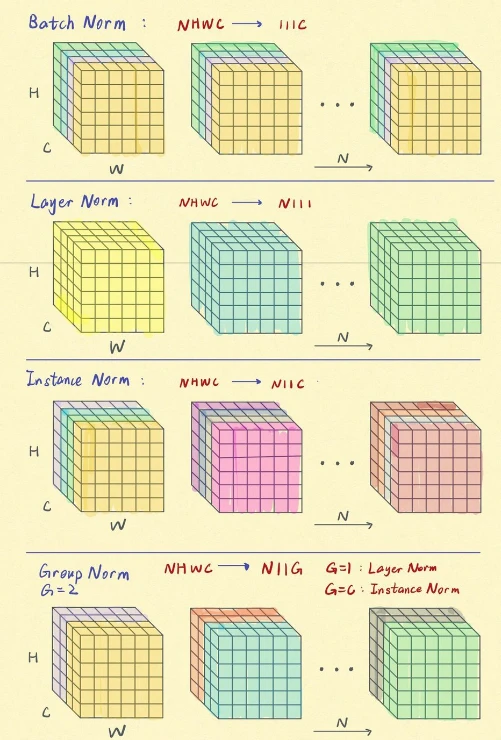 Batch Norm : NHWC → 111C
H
C
W
...
N
Layer Norm : NHWC → N111
H
C
W
...
N
Instance Norm : NHWC → N11C
H
C
W
...
N
Group Norm NHWC → N11G G=1 : Layer Norm
G=2 G=C : Instance Norm
H
C
W
...
N